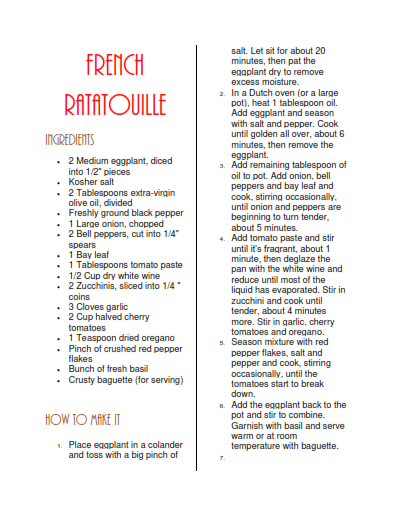 FRENCH
RATATOUILLE
INGREDIENTS
• 2 Medium eggplant, diced
into 1/2" pieces
• Kosher salt
• 2 Tablespoons extra-virgin
olive oil, divided
• Freshly ground black pepper
• 1 Large onion, chopped
• 2 Bell peppers, cut into 1/4"
spears
• 1 Bay leaf
• 1 Tablespoons tomato paste
• 1/2 Cup dry white wine
• 2 Zucchinis, sliced into 1/4 "
coins
• 3 Cloves garlic
• 2 Cup halved cherry
tomatoes
• 1 Teaspoon dried oregano
• Pinch of crushed red pepper
flakes
• Bunch of fresh basil
• Crusty baguette (for serving)
HOW TO MAKE IT
1. Place eggplant in a colander
and toss with a big pinch of
salt. Let sit for about 20
minutes, then pat the
eggplant dry to remove
excess moisture.
2. In a Dutch oven (or a large
pot), heat 1 tablespoon oil.
Add eggplant and season
with salt and pepper. Cook
until golden all over, about 6
minutes, then remove the
eggplant.
3. Add remaining tablespoon of
oil to pot. Add onion, bell
peppers and bay leaf and
cook, stirring occasionally,
until onion and peppers are
beginning to turn tender,
about 5 minutes.
4. Add tomato paste and stir
until it's fragrant, about 1
minute, then deglaze the
pan with the white wine and
reduce until most of the
liquid has evaporated. Stir in
zucchini and cook until
tender, about 4 minutes
more. Stir in garlic, cherry
tomatoes and oregano.
5. Season mixture with red
pepper flakes, salt and
pepper and cook, stirring
occasionally, until the
tomatoes start to break
down.
6. Add the eggplant back to the
pot and stir to combine.
Garnish with basil and serve
warm or at room
temperature with baguette.
7.